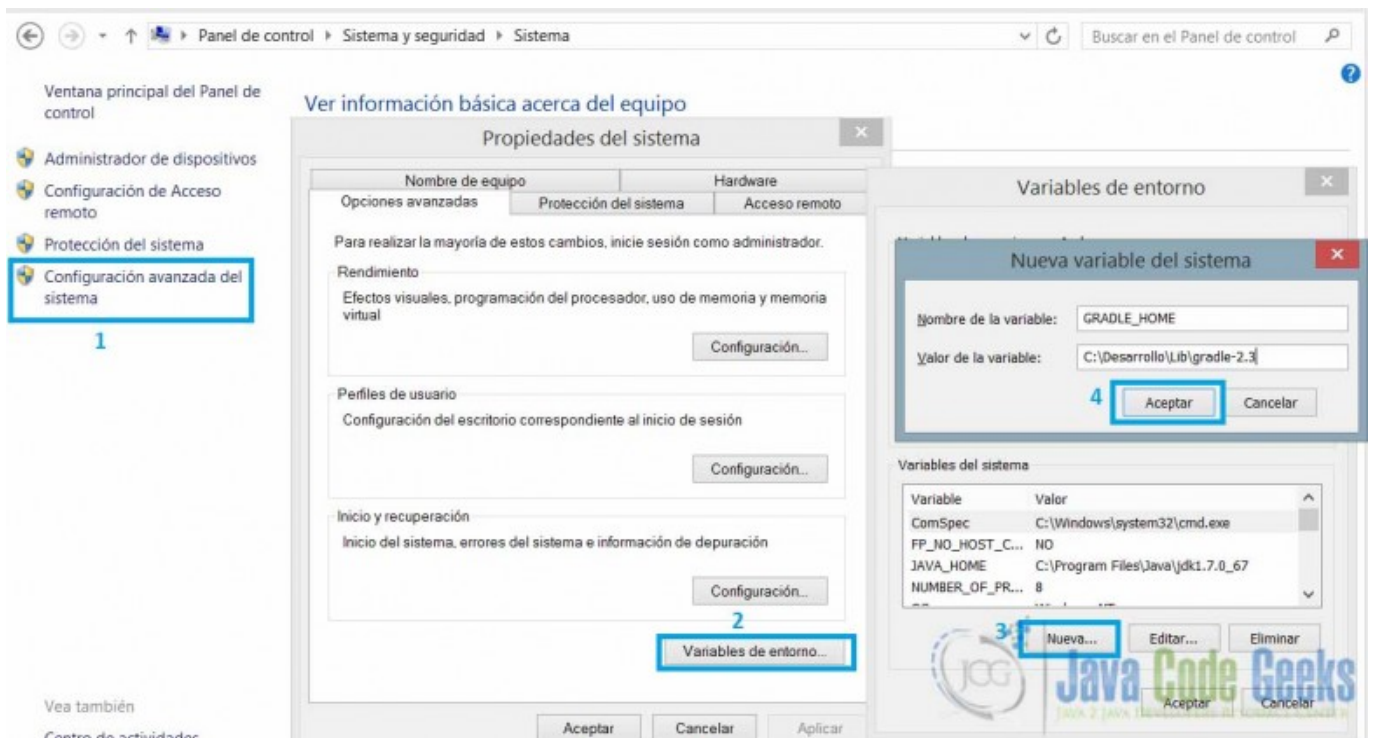 Panel de control ▸ Sistema y seguridad ▸ Sistema
Buscar en el Panel de control
Ventana principal del Panel de
control
Administrador de dispositivos
Configuración de Acceso
remoto
Protección del sistema
Configuración avanzada del
sistema
1
Vea también
Centro de actividades
Ver información básica acerca del equipo
Propiedades del sistema
Nombre de equipo
Hardware
Opciones avanzadas
Protección del sistema
Acceso remoto
Para realizar la mayoría de estos cambios, inicie sesión como administrador.
Rendimiento
Efectos visuales, programación del procesador, uso de memoria y memoria
virtual
Configuración...
Perfiles de usuario
Configuración del escritorio correspondiente al inicio de sesión
Configuración...
Inicio y recuperación
Inicio del sistema, errores del sistema e información de depuración
Configuración...
2
Variables de entorno...
Aceptar
Cancelar
Aplicar
Variables de entorno
Nueva variable del sistema
Nombre de la variable: GRADLE_HOME
Valor de la variable: C:\Desarrollo\Lib\gradle-2.3
4
Aceptar
Cancelar
Variables del sistema
Variable Valor
ComSpec C:\Windows\system32\cmd.exe
FP_NO_HOST_C... NO
JAVA_HOME C:\Program Files\Java\jdk1.7.0_67
NUMBER_OF_PR... 8
3
Nueva...
Editar...
Eliminar
JCG
Java Code Geeks
Aceptar
Cancelar